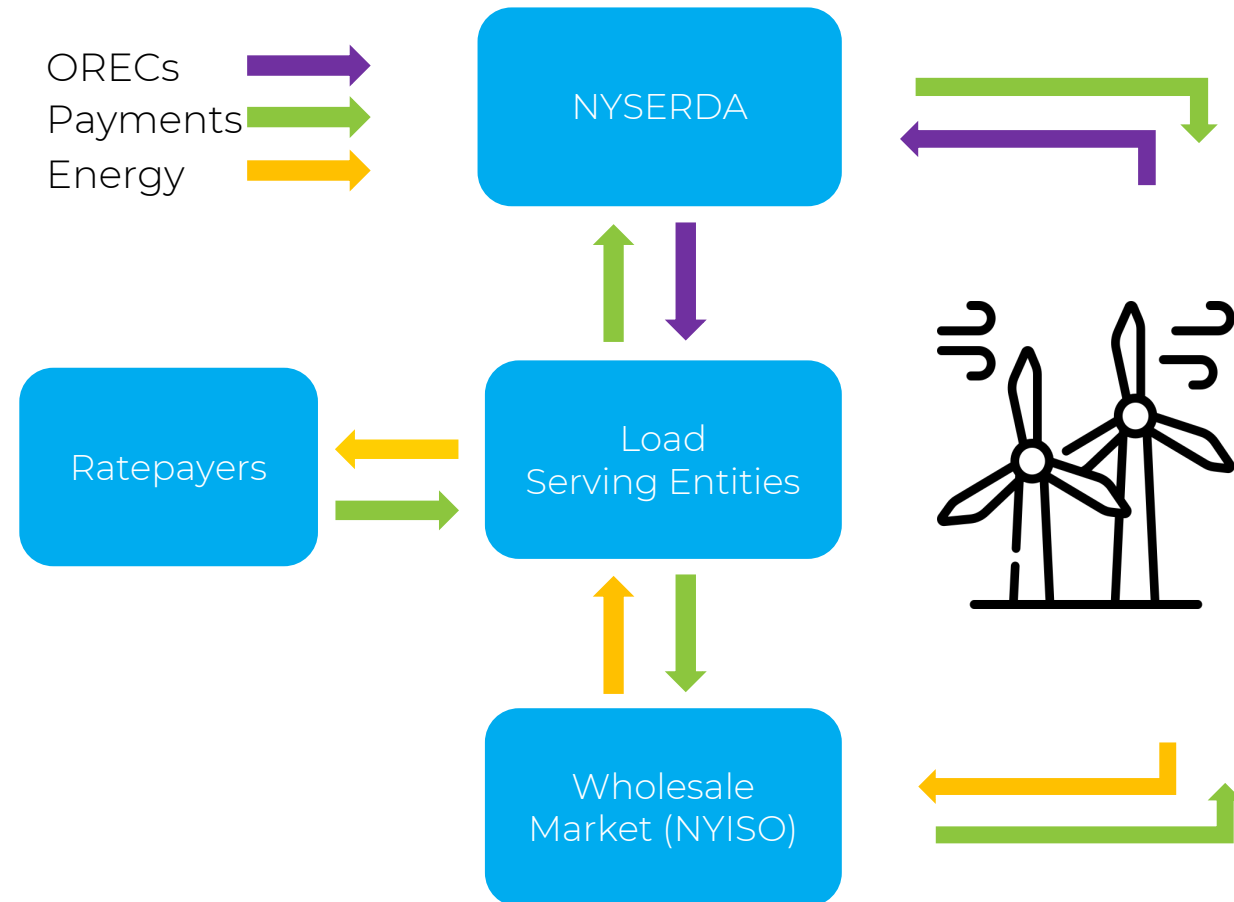 ORECs
Payments
Energy
NYSERDA
Ratepayers
Load
Serving Entities
Wholesale
Market (NYISO)